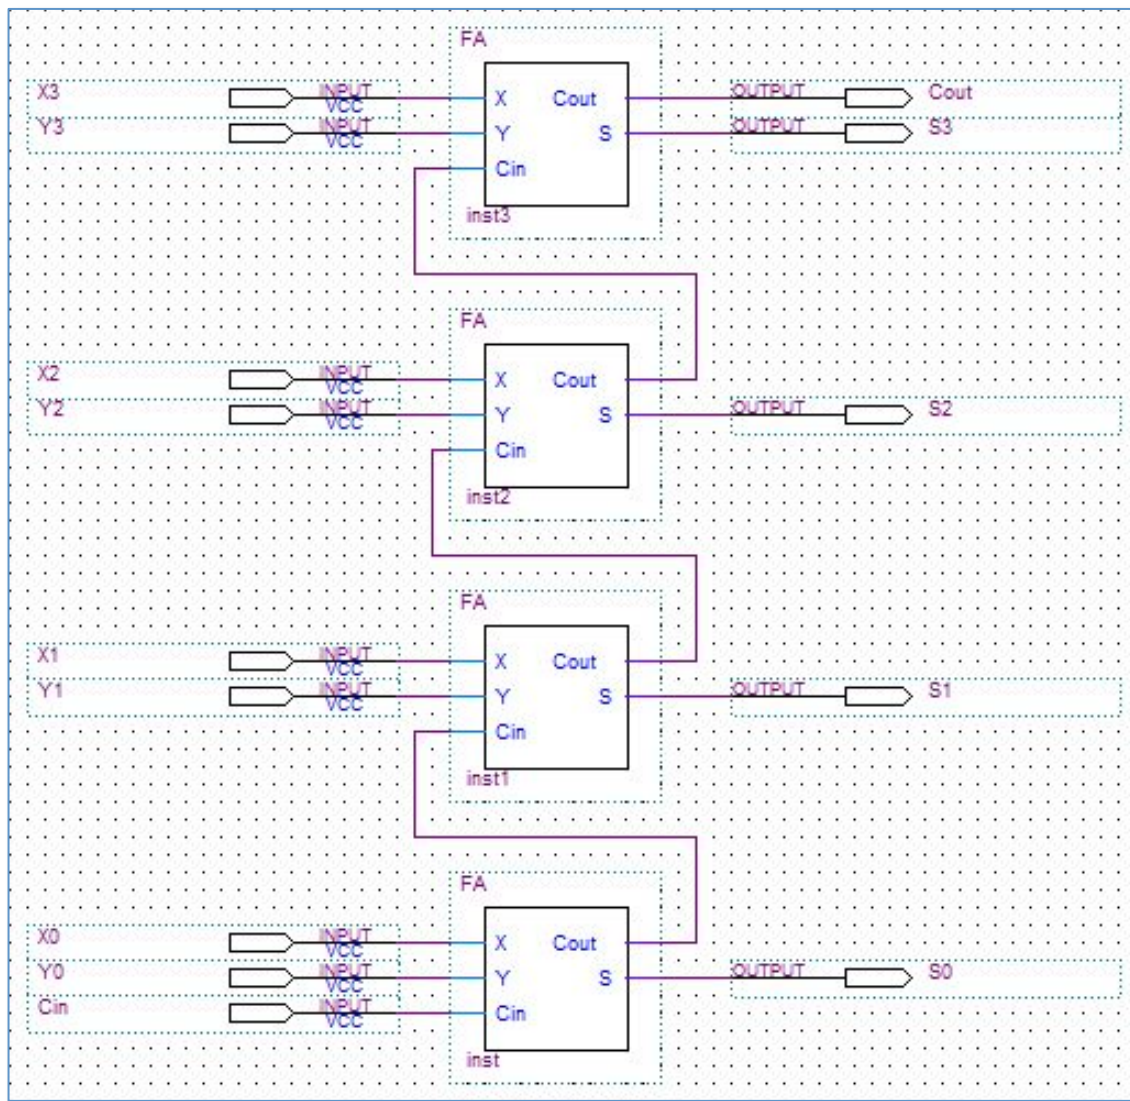 FA
X3 INPUT VCC X Cout OUTPUT Cout
Y3 INPUT VCC Y S OUTPUT S3
Cin
inst3
FA
X2 INPUT VCC X Cout
Y2 INPUT VCC Y S OUTPUT S2
Cin
inst2
FA
X1 INPUT VCC X Cout
Y1 INPUT VCC Y S OUTPUT S1
Cin
inst1
FA
X0 INPUT VCC X Cout
Y0 INPUT VCC Y S OUTPUT S0
Cin INPUT VCC Cin
inst